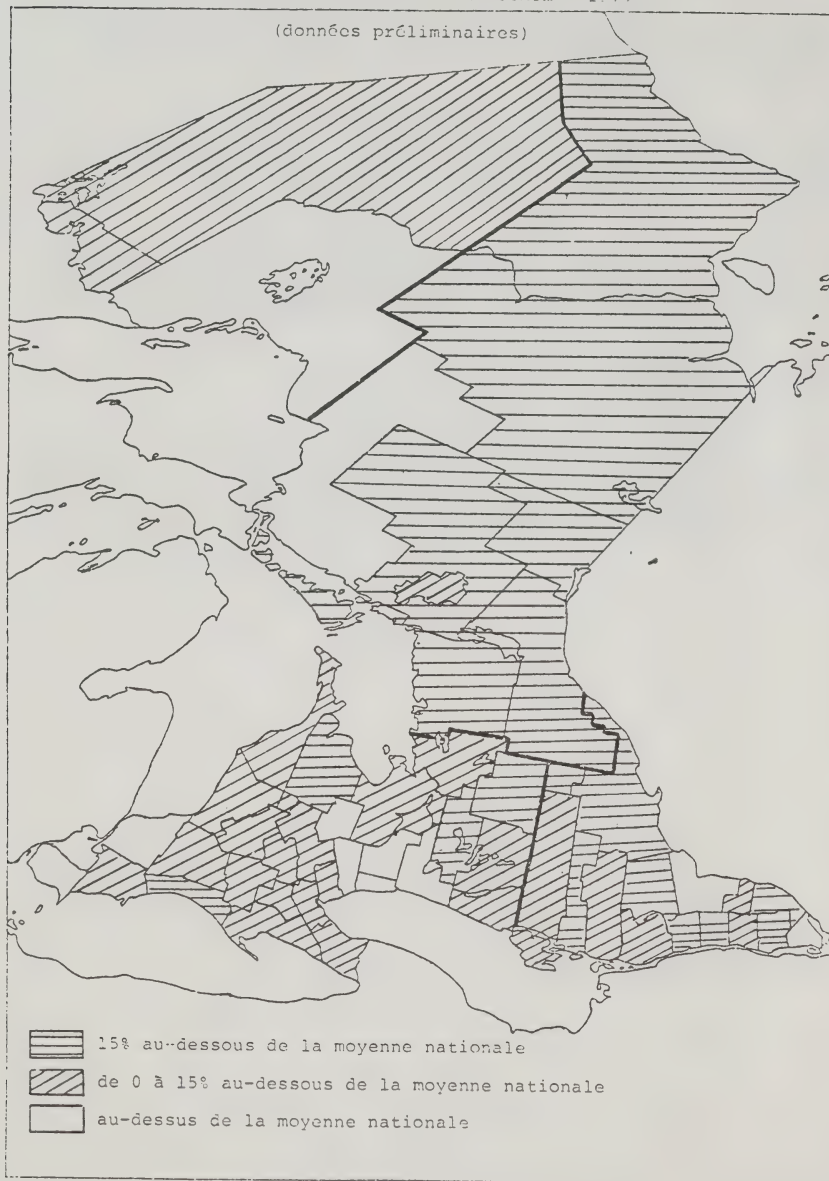 (données préliminaires)
15% au-dessous de la moyenne nationale
de 0 à 15% au-dessous de la moyenne nationale
au-dessus de la moyenne nationale